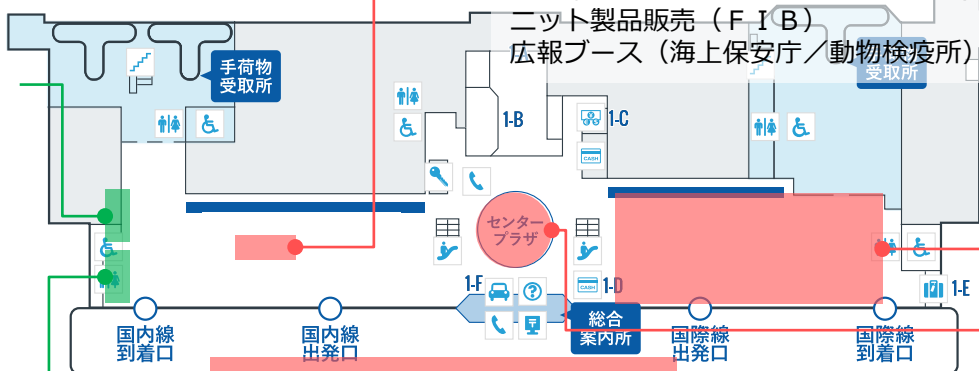 ニット製品販売（ＦＩＢ）
広報ブース（海上保安庁／動物検疫所）
手荷物
受取所
受取所
1-B
1-C
CASH
センター
プラザ
1-F
CASH
1-D
1-E
総合
案内所
国内線
到着口
国内線
出発口
国際線
出発口
国際線
到着口